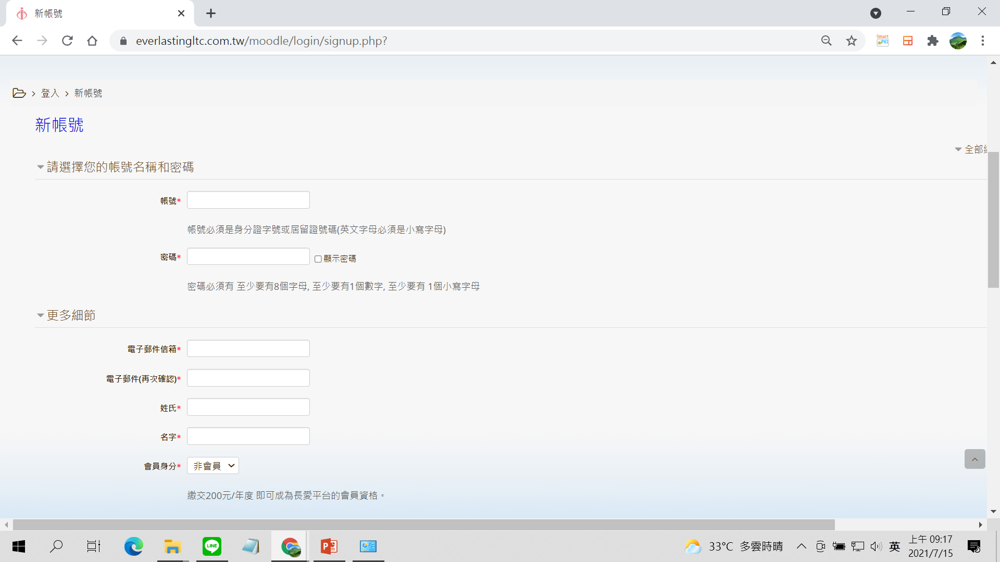 新帳號
everlastingltc.com.tw/moodle/login/signup.php?
Smart
PKI
登入 > 新帳號
新帳號
全部
請選擇您的帳號名稱和密碼
帳號*
帳號必須是身分證字號或居留證號碼(英文字母必須是小寫字母)
密碼*
顯示密碼
密碼必須有 至少要有8個字母, 至少要有1個數字, 至少要有 1個小寫字母
更多細節
電子郵件信箱*
電子郵件(再次確認)*
姓氏*
名字*
會員身分*
非會員
繳交200元/年度 即可成為長愛平台的會員資格。
LINE
33°C 多雲時晴
英
上午 09:17
2021/7/15